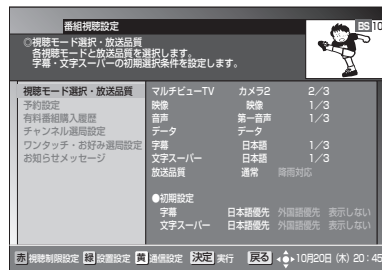 番組視聴設定
BS 10
◎視聴モード選択・放送品質
各視聴モードと放送品質を選択します。
字幕・文字スーパーの初期選択条件を設定します。
視聴モード選択・放送品質
予約設定
有料番組購入履歴
チャンネル選局設定
ワンタッチ・お好み選局設定
お知らせメッセージ
マルチビューTV カメラ2 2/3
映像 映像 1/3
音声 第一音声 1/3
データ データ
字幕 日本語 1/3
文字スーパー 日本語 1/3
放送品質 通常 降雨対応
●初期設定
字幕 日本語優先 外国語優先 表示しない
文字スーパー 日本語優先 外国語優先 表示しない
赤 視聴制限設定 緑 設置設定 黄 通信設定 決定 実行 戻る 10月20日 (木) 20:45